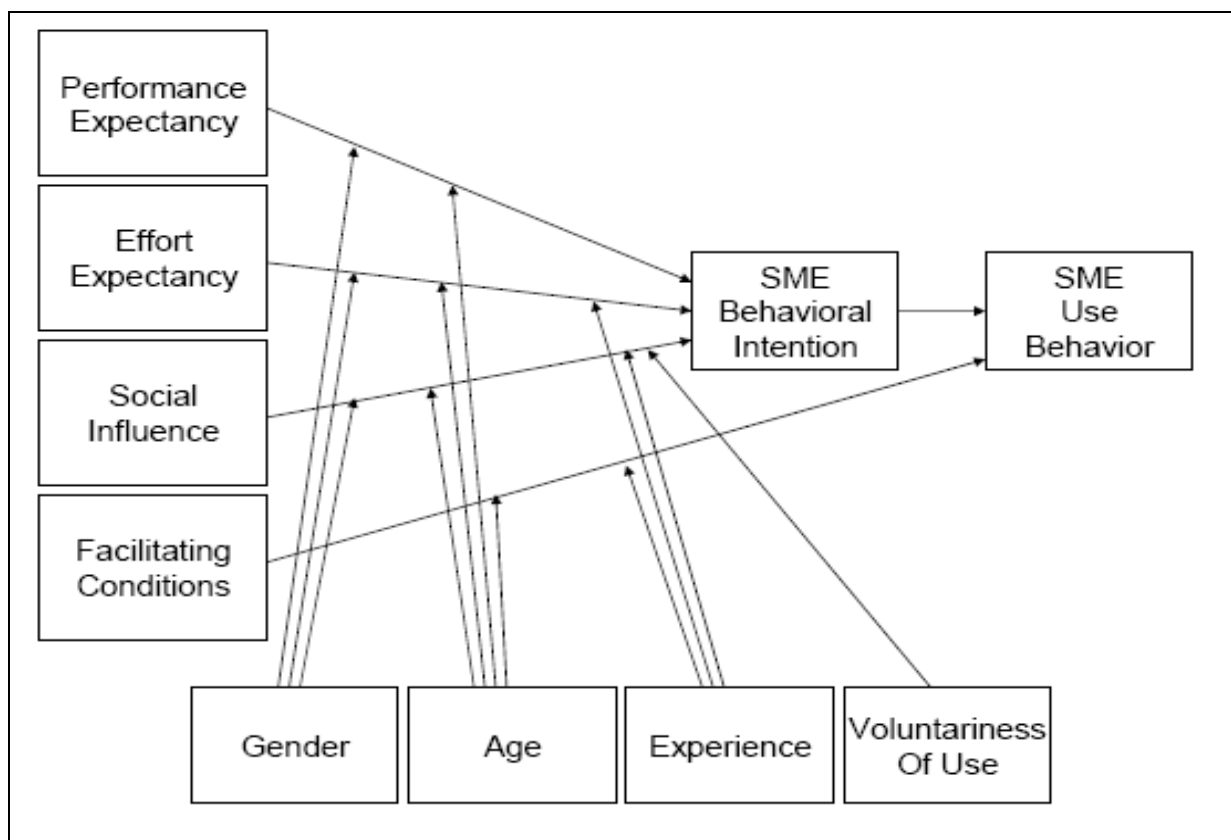 Performance
Expectancy
Effort
Expectancy
Social
Influence
Facilitating
Conditions
SME
Behavioral
Intention
SME
Use
Behavior
Gender
Age
Experience
Voluntariness
Of Use